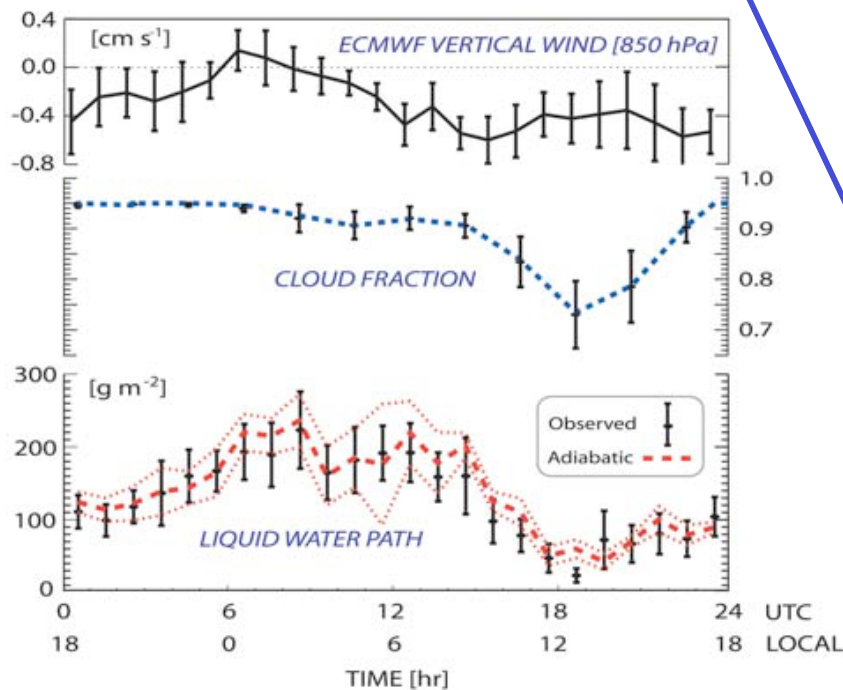 0.4
[cm s-1]
ECMWF VERTICAL WIND [850 hPa]
0.0
-0.4
-0.8
1.0
0.9
0.8
0.7
CLOUD FRACTION
300
[g m-2]
200
100
0
Observed
Adiabatic
LIQUID WATER PATH
0 6 12 18 24 UTC
18 0 6 12 18 LOCAL
TIME [hr]